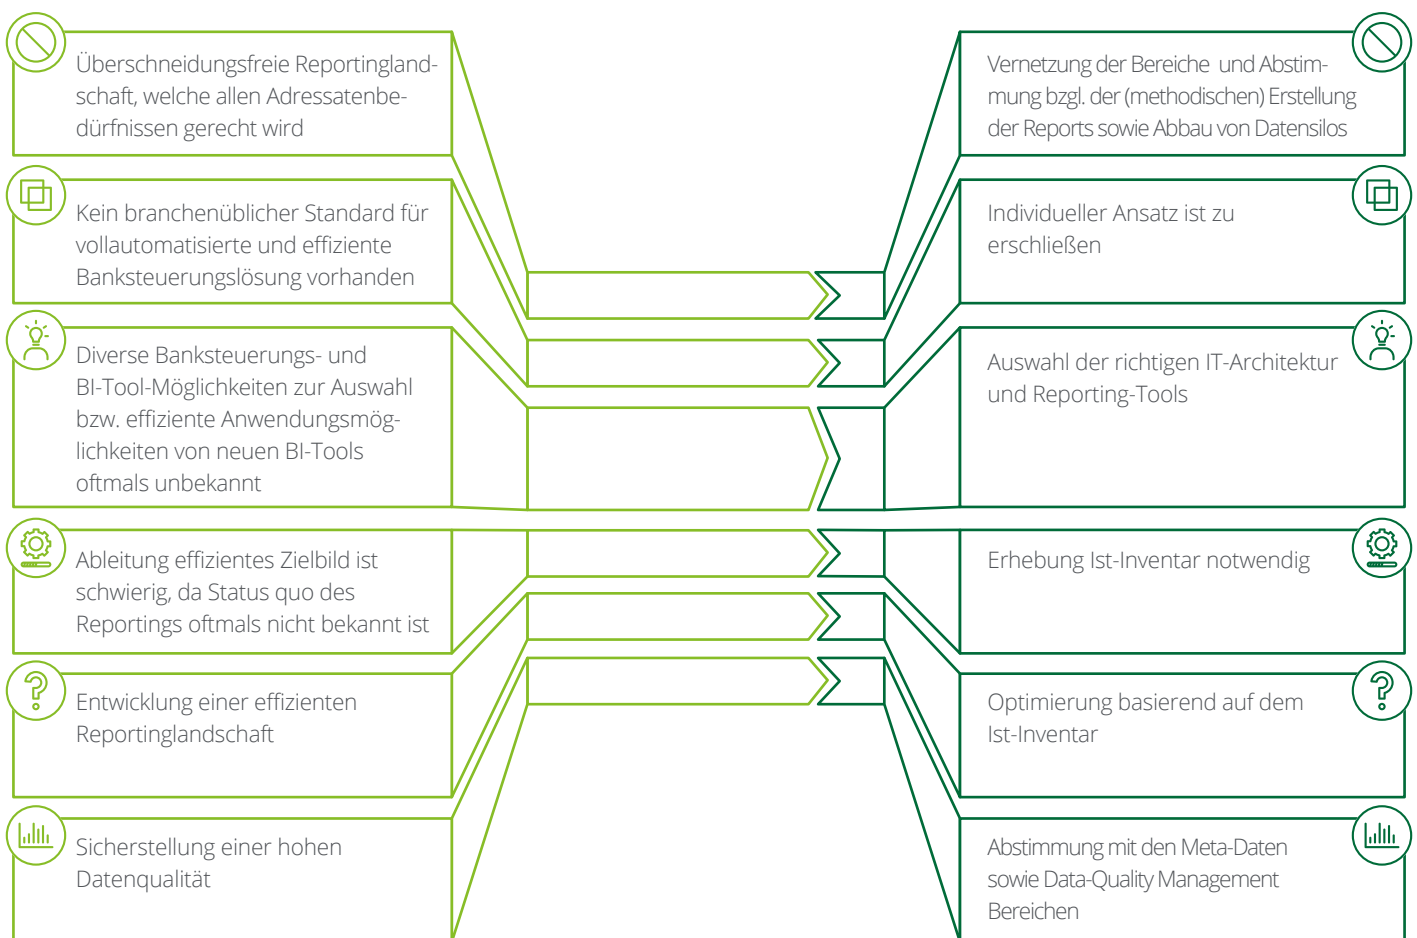 Überschneidungsfreie Reportingland-
schaft, welche allen Adressatenbe-
dürfnissen gerecht wird
Vernetzung der Bereiche und Abstim-
mung bzgl. der (methodischen) Erstellung
der Reports sowie Abbau von Datensilos
Kein branchenüblicher Standard für
vollautomatisierte und effiziente
Banksteuerungslösung vorhanden
Individueller Ansatz ist zu
erschließen
Diverse Banksteuerungs- und
BI-Tool-Möglichkeiten zur Auswahl
bzw. effiziente Anwendungsmög-
lichkeiten von neuen BI-Tools
oftmals unbekannt
Auswahl der richtigen IT-Architektur
und Reporting-Tools
Ableitung effizientes Zielbild ist
schwierig, da Status quo des
Reportings oftmals nicht bekannt ist
Erhebung Ist-Inventar notwendig
Entwicklung einer effizienten
Reportinglandschaft
Optimierung basierend auf dem
Ist-Inventar
Sicherstellung einer hohen
Datenqualität
Abstimmung mit den Meta-Daten
sowie Data-Quality Management
Bereichen